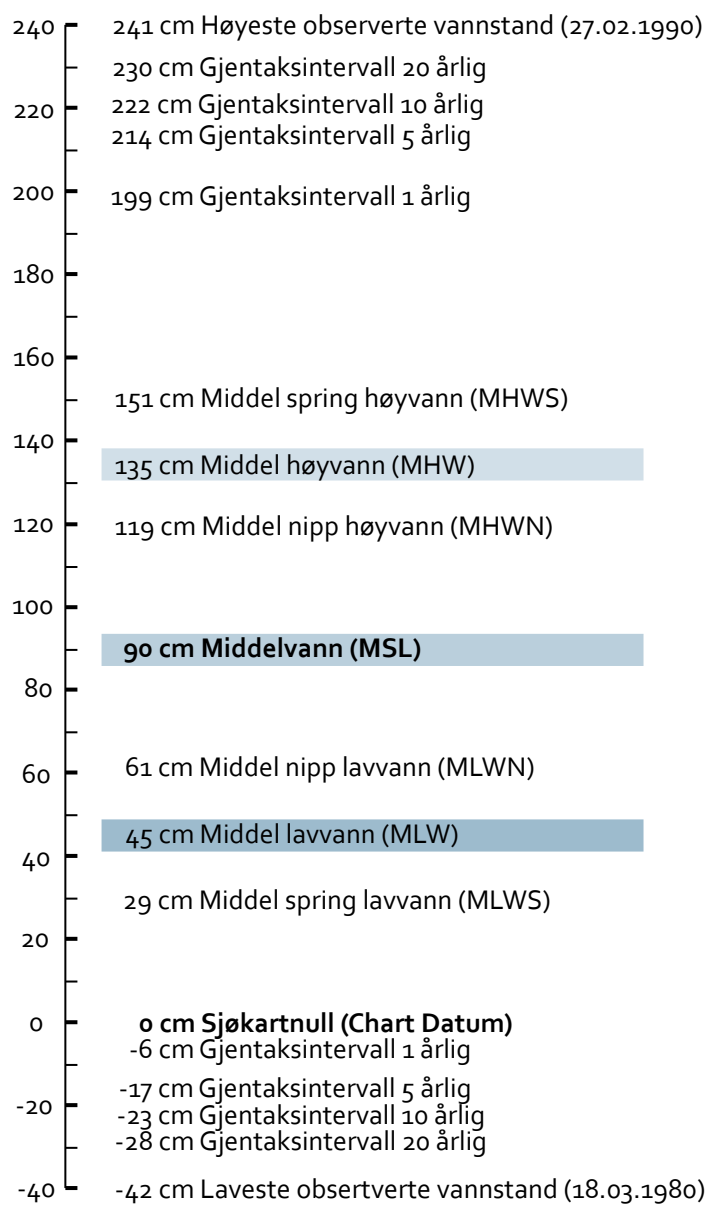 240 241 cm Høyeste observerte vannstand (27.02.1990)
230 cm Gjentaksintervall 20 årlig
220 222 cm Gjentaksintervall 10 årlig
214 cm Gjentaksintervall 5 årlig
200 199 cm Gjentaksintervall 1 årlig
180
160
151 cm Middel spring høyvann (MHWS)
140
135 cm Middel høyvann (MHW)
120 119 cm Middel nipp høyvann (MHWN)
100
90 cm Middelvann (MSL)
80
60 61 cm Middel nipp lavvann (MLWN)
45 cm Middel lavvann (MLW)
40
29 cm Middel spring lavvann (MLWS)
20
0 0 cm Sjøkartnull (Chart Datum)
-6 cm Gjentaksintervall 1 årlig
-17 cm Gjentaksintervall 5 årlig
-20 -23 cm Gjentaksintervall 10 årlig
-28 cm Gjentaksintervall 20 årlig
-40 -42 cm Laveste obsertverte vannstand (18.03.1980)